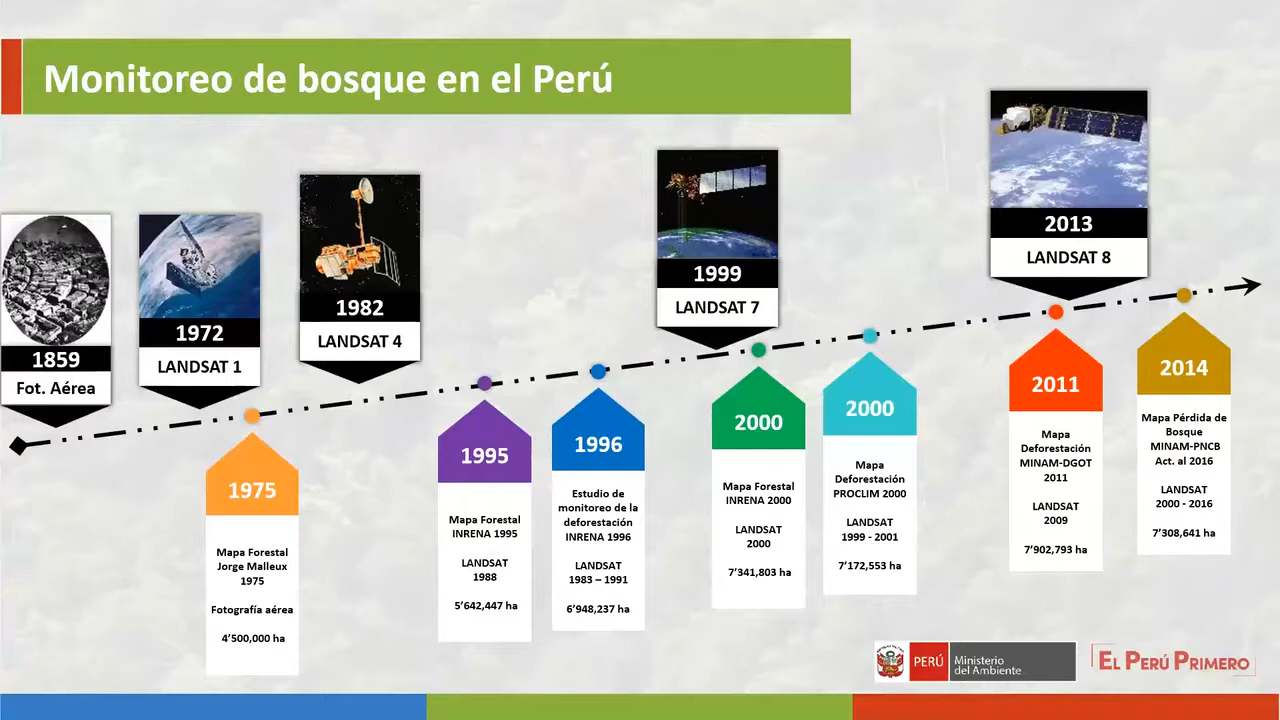 Monitoreo de bosque en el Perú
1859
Fot. Aérea
1972
LANDSAT 1
1982
LANDSAT 4
1999
LANDSAT 7
2013
LANDSAT 8
1975
Mapa Forestal
Jorge Malleux
1975
Fotografía aérea
4’500,000 ha
1995
Mapa Forestal
INRENA 1995
LANDSAT
1988
5’642,447 ha
1996
Estudio de
monitoreo de la
deforestación
INRENA 1996
LANDSAT
1983 – 1991
6’948,237 ha
2000
Mapa Forestal
INRENA 2000
LANDSAT
2000
7’341,803 ha
2000
Mapa
Deforestación
PROCLIM 2000
LANDSAT
1999 - 2001
7’172,553 ha
2011
Mapa
Deforestación
MINAM-DGOT
2011
LANDSAT
2009
7’902,793 ha
2014
Mapa Pérdida de
Bosque
MINAM-PNCB
Act. al 2016
LANDSAT
2000 - 2016
7’308,641 ha
PERÚ
Ministerio
del Ambiente
EL PERÚ PRIMERO